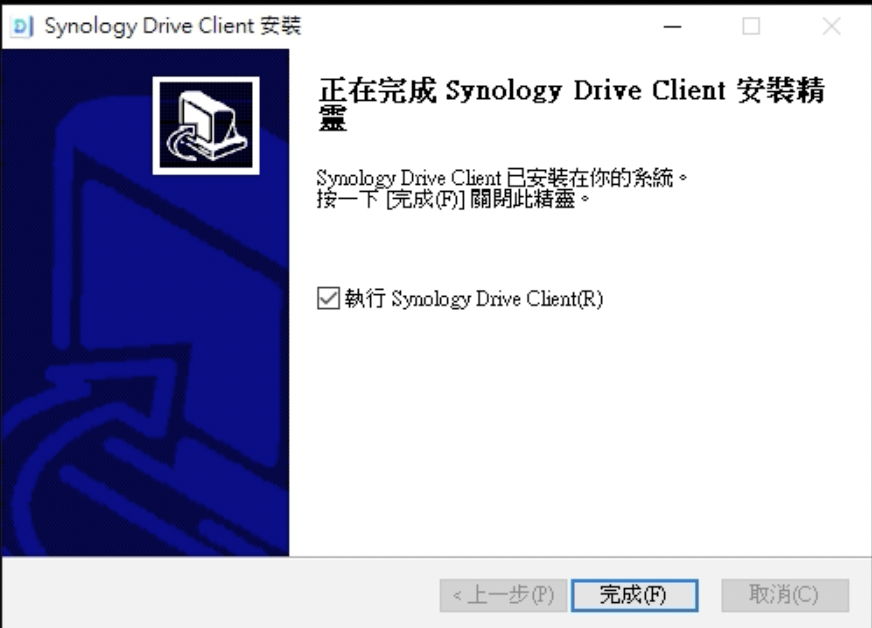 Synology Drive Client 安裝
正在完成 Synology Drive Client 安裝精
靈
Synology Drive Client 已安裝在你的系統。
按一下 [完成(F)] 關閉此精靈。
執行 Synology Drive Client(R)
< 上一步(P)
完成(F)
取消(C)